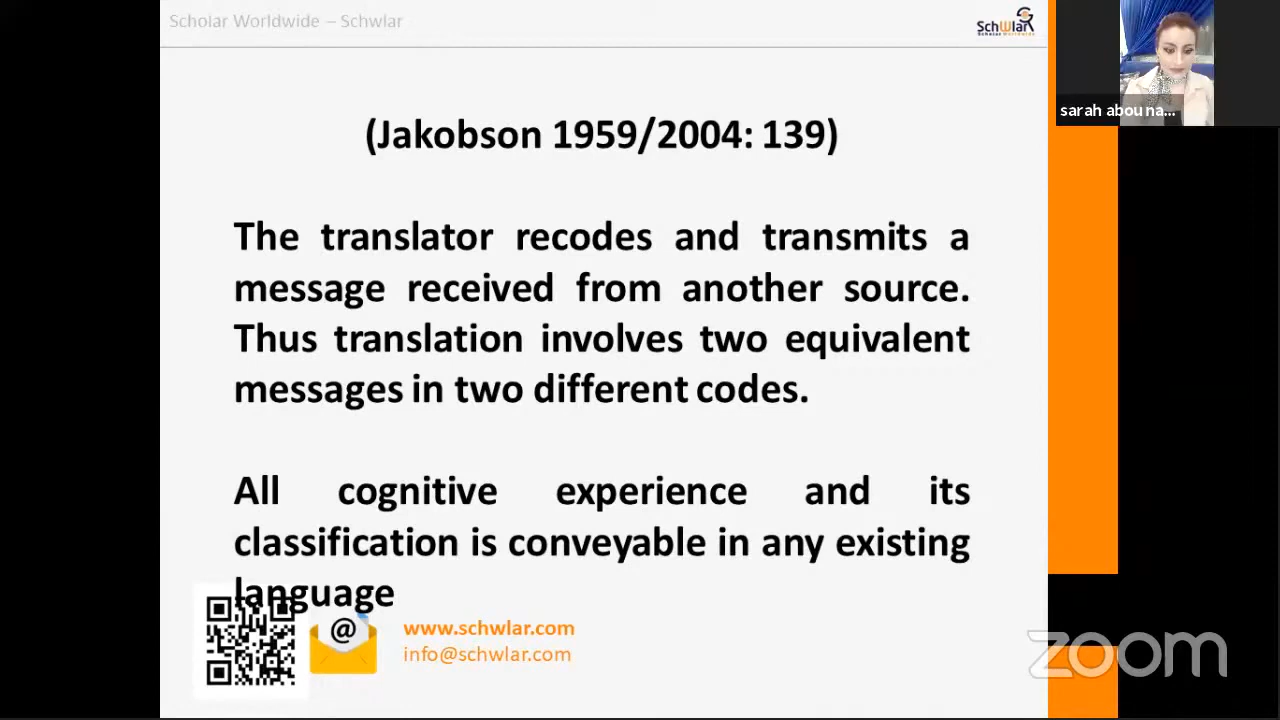 Scholar Worldwide – Schwlar
SchWlar
Scholar Worldwide
sarah abou na...
(Jakobson 1959/2004: 139)
The translator recodes and transmits a
message received from another source.
Thus translation involves two equivalent
messages in two different codes.
All cognitive experience and its
classification is conveyable in any existing
language
@
www.schwlar.com
info@schwlar.com
zoom